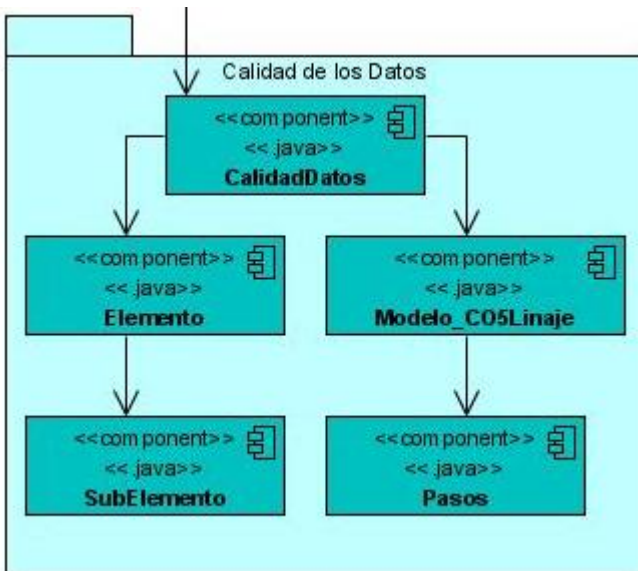 Calidad de los Datos
<<component>>
<<.java>>
CalidadDatos
<<component>>
<<.java>>
Elemento
<<component>>
<<.java>>
Modelo_CO5Linaje
<<component>>
<<.java>>
SubElemento
<<component>>
<<.java>>
Pasos